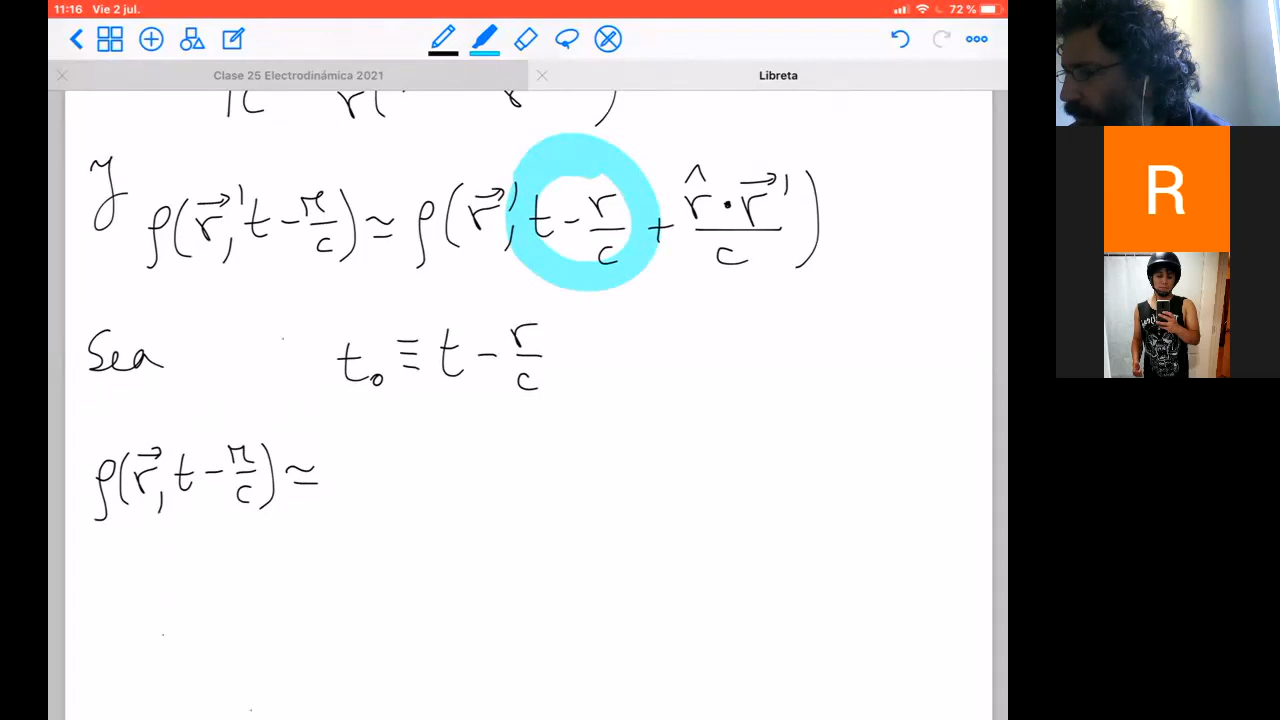 11:16 Vie 2 jul. 72 %
Clase 25 Electrodinámica 2021 Libreta
y ρ(r⃗', t - 𝓇/c) ≃ ρ(r⃗', t - r/c + r̂ · r⃗'/c)
Sea t₀ ≡ t - r/c
ρ(r⃗, t - 𝓇/c) ≃
R